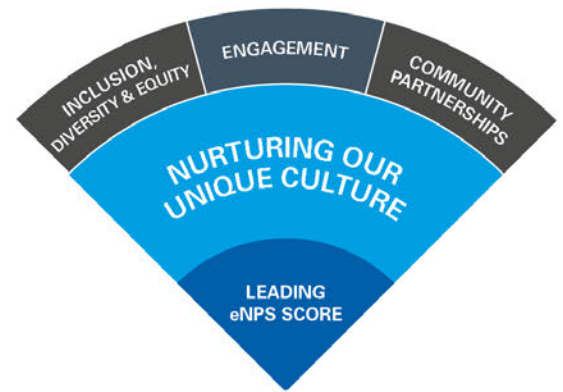 INCLUSION,
DIVERSITY & EQUITY
ENGAGEMENT
COMMUNITY
PARTNERSHIPS
NURTURING OUR
UNIQUE CULTURE
LEADING
eNPS SCORE